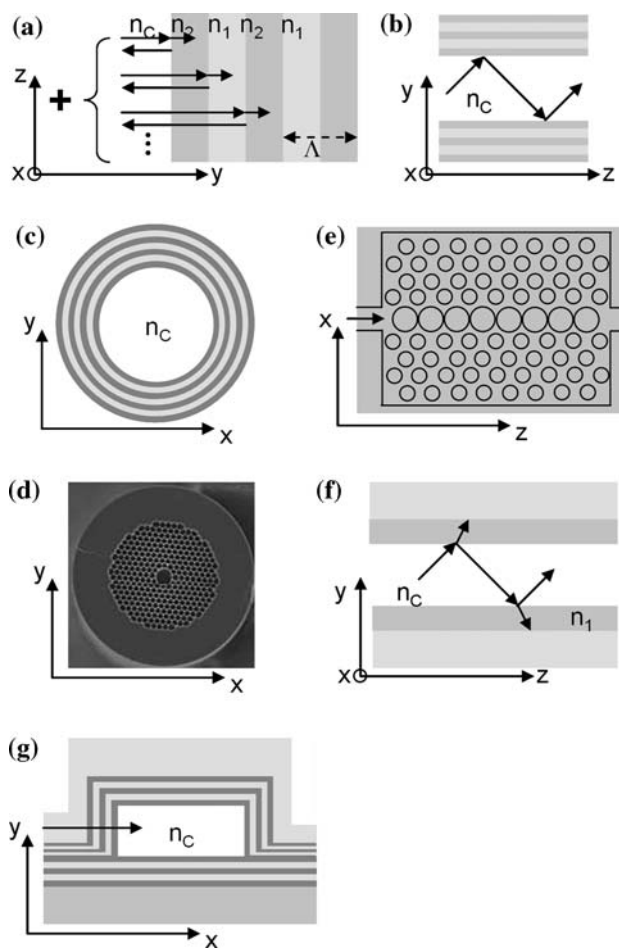 (a)
n_C n_2 n_1 n_2 n_1
z
+
Λ
x
y
(b)
y
n_C
x
z
(c)
y
n_C
x
(e)
x
z
(d)
y
x
(f)
y
n_C
n_1
x
z
(g)
y
n_C
x